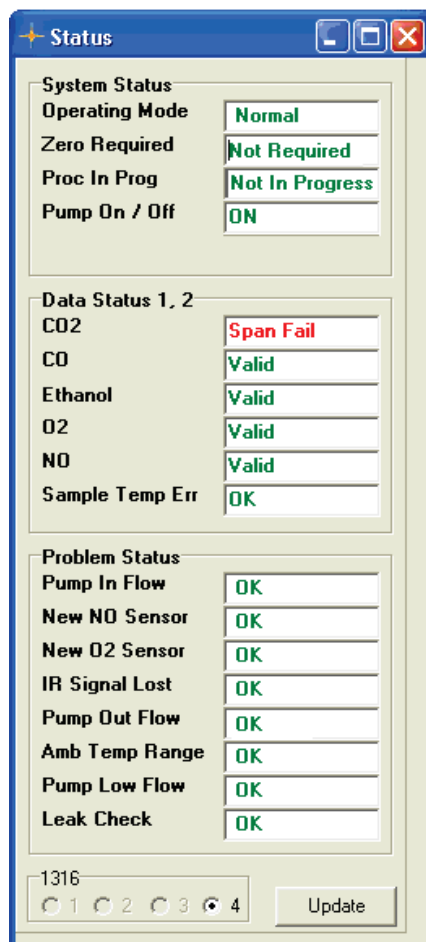 Status
System Status
Operating Mode Normal
Zero Required Not Required
Proc In Prog Not In Progress
Pump On / Off ON
Data Status 1, 2
CO2 Span Fail
CO Valid
Ethanol Valid
O2 Valid
NO Valid
Sample Temp Err OK
Problem Status
Pump In Flow OK
New NO Sensor OK
New O2 Sensor OK
IR Signal Lost OK
Pump Out Flow OK
Amb Temp Range OK
Pump Low Flow OK
Leak Check OK
1316
1 2 3 4 Update